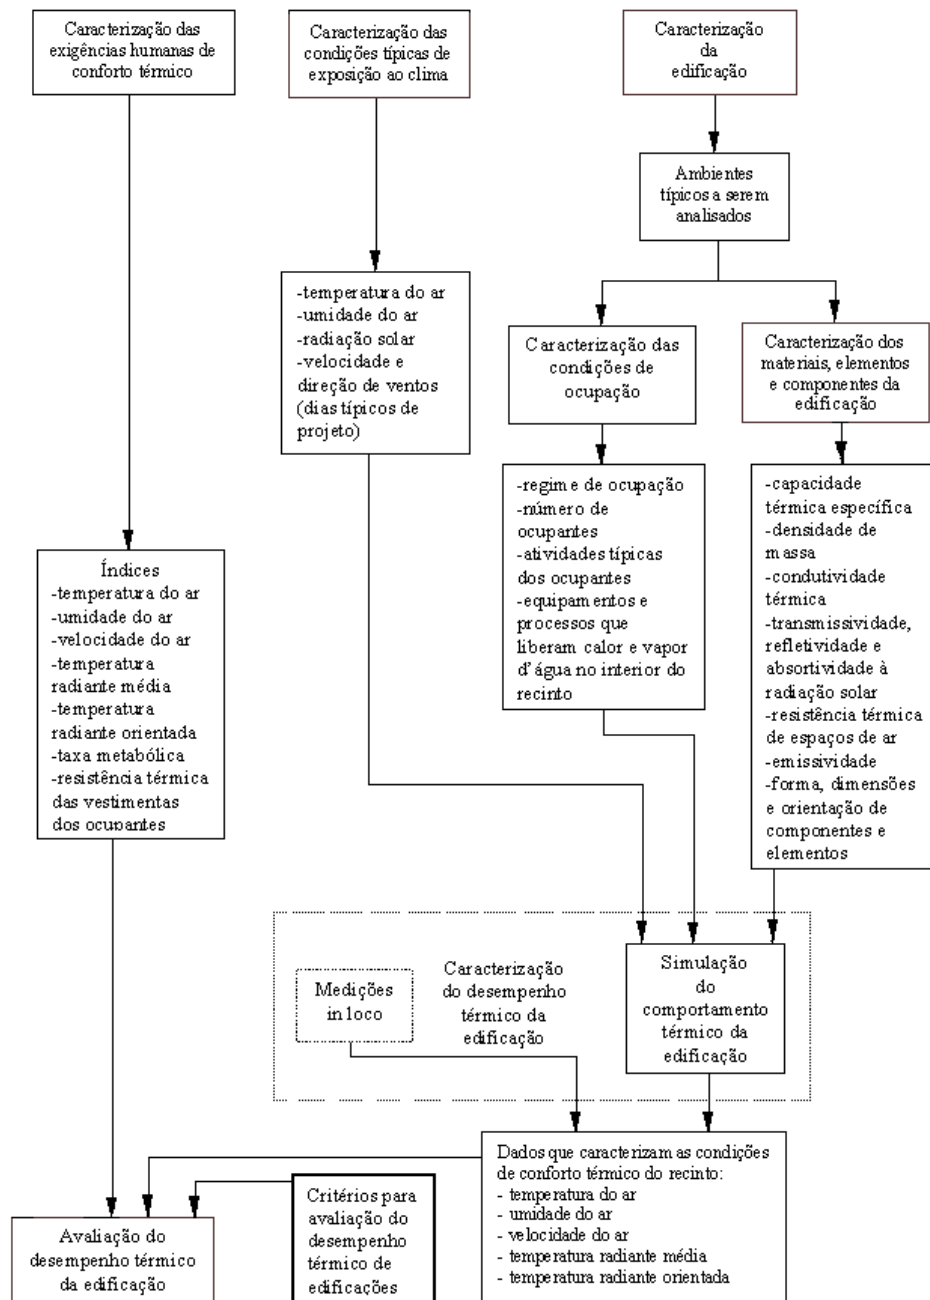 Caracterização das
exigências humanas de
conforto térmico
Caracterização das
condições típicas de
exposição ao clima
Caracterização
da
edificação
Ambientes
típicos a serem
analisados
-temperatura do ar
-umidade do ar
-radiação solar
-velocidade e
direção de ventos
(dias típicos de
projeto)
Caracterização das
condições de
ocupação
Caracterização dos
materiais, elementos
e componentes da
edificação
-regime de ocupação
-número de
ocupantes
-atividades típicas
dos ocupantes
-equipamentos e
processos que
liberam calor e vapor
d'água no interior do
recinto
-capacidade
térmica específica
-densidade de
massa
-condutividade
térmica
-transmissividade,
refletividade e
absortividade à
radiação solar
-resistência térmica
de espaços de ar
-emissividade
-forma, dimensões
e orientação de
componentes e
elementos
Índices
-temperatura do ar
-umidade do ar
-velocidade do ar
-temperatura
radiante média
-temperatura
radiante orientada
-taxa metabólica
-resistência térmica
das vestimentas
dos ocupantes
Medições
in loco
Caracterização
do desempenho
térmico da
edificação
Simulação
do
comportamento
térmico da
edificação
Dados que caracterizam as condições
de conforto térmico do recinto:
- temperatura do ar
- umidade do ar
- velocidade do ar
- temperatura radiante média
- temperatura radiante orientada
Critérios para
avaliação do
desempenho
térmico de
edificações
Avaliação do
desempenho térmico
da edificação